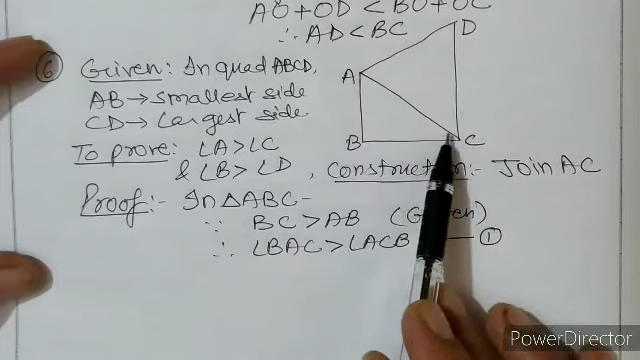 AO+OD < BO+OC
∴ AD < BC
⑥ Given: In quad ABCD,
AB → smallest side
CD → Largest side
To prove: ∠A>∠C
& ∠B>∠D, Construction:- Join AC
Proof:- In △ABC-
∵ BC > AB (Given)
∴ ∠BAC > ∠ACB — ①
A
B
C
D
PowerDirector